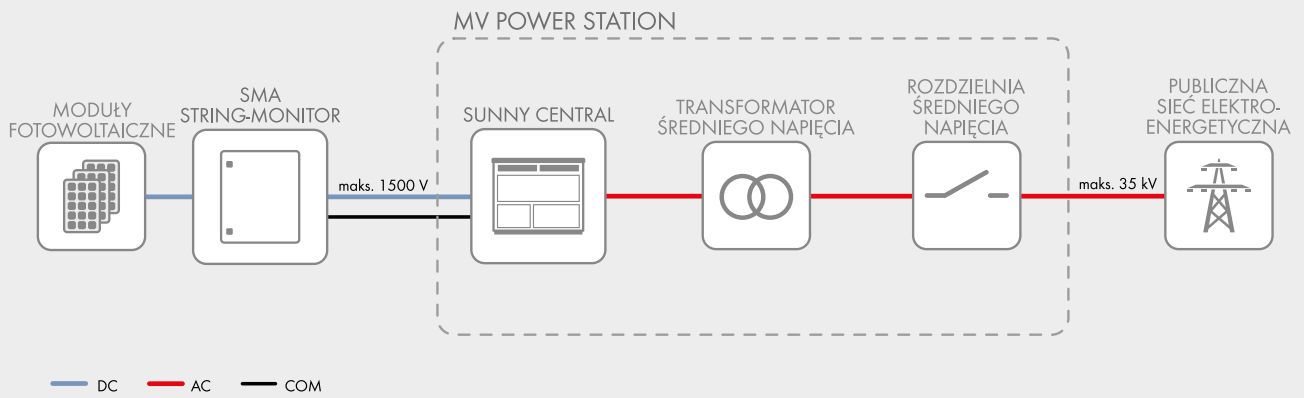 MV POWER STATION
MODUŁY
FOTOWOLTAICZNE
SMA
STRING-MONITOR
SUNNY CENTRAL
TRANSFORMATOR
ŚREDNIEGO NAPIĘCIA
ROZDZIELNIA
ŚREDNIEGO
NAPIĘCIA
PUBLICZNA
SIEĆ ELEKTRO-
ENERGETYCZNA
maks. 1500 V
maks. 35 kV
DC
AC
COM